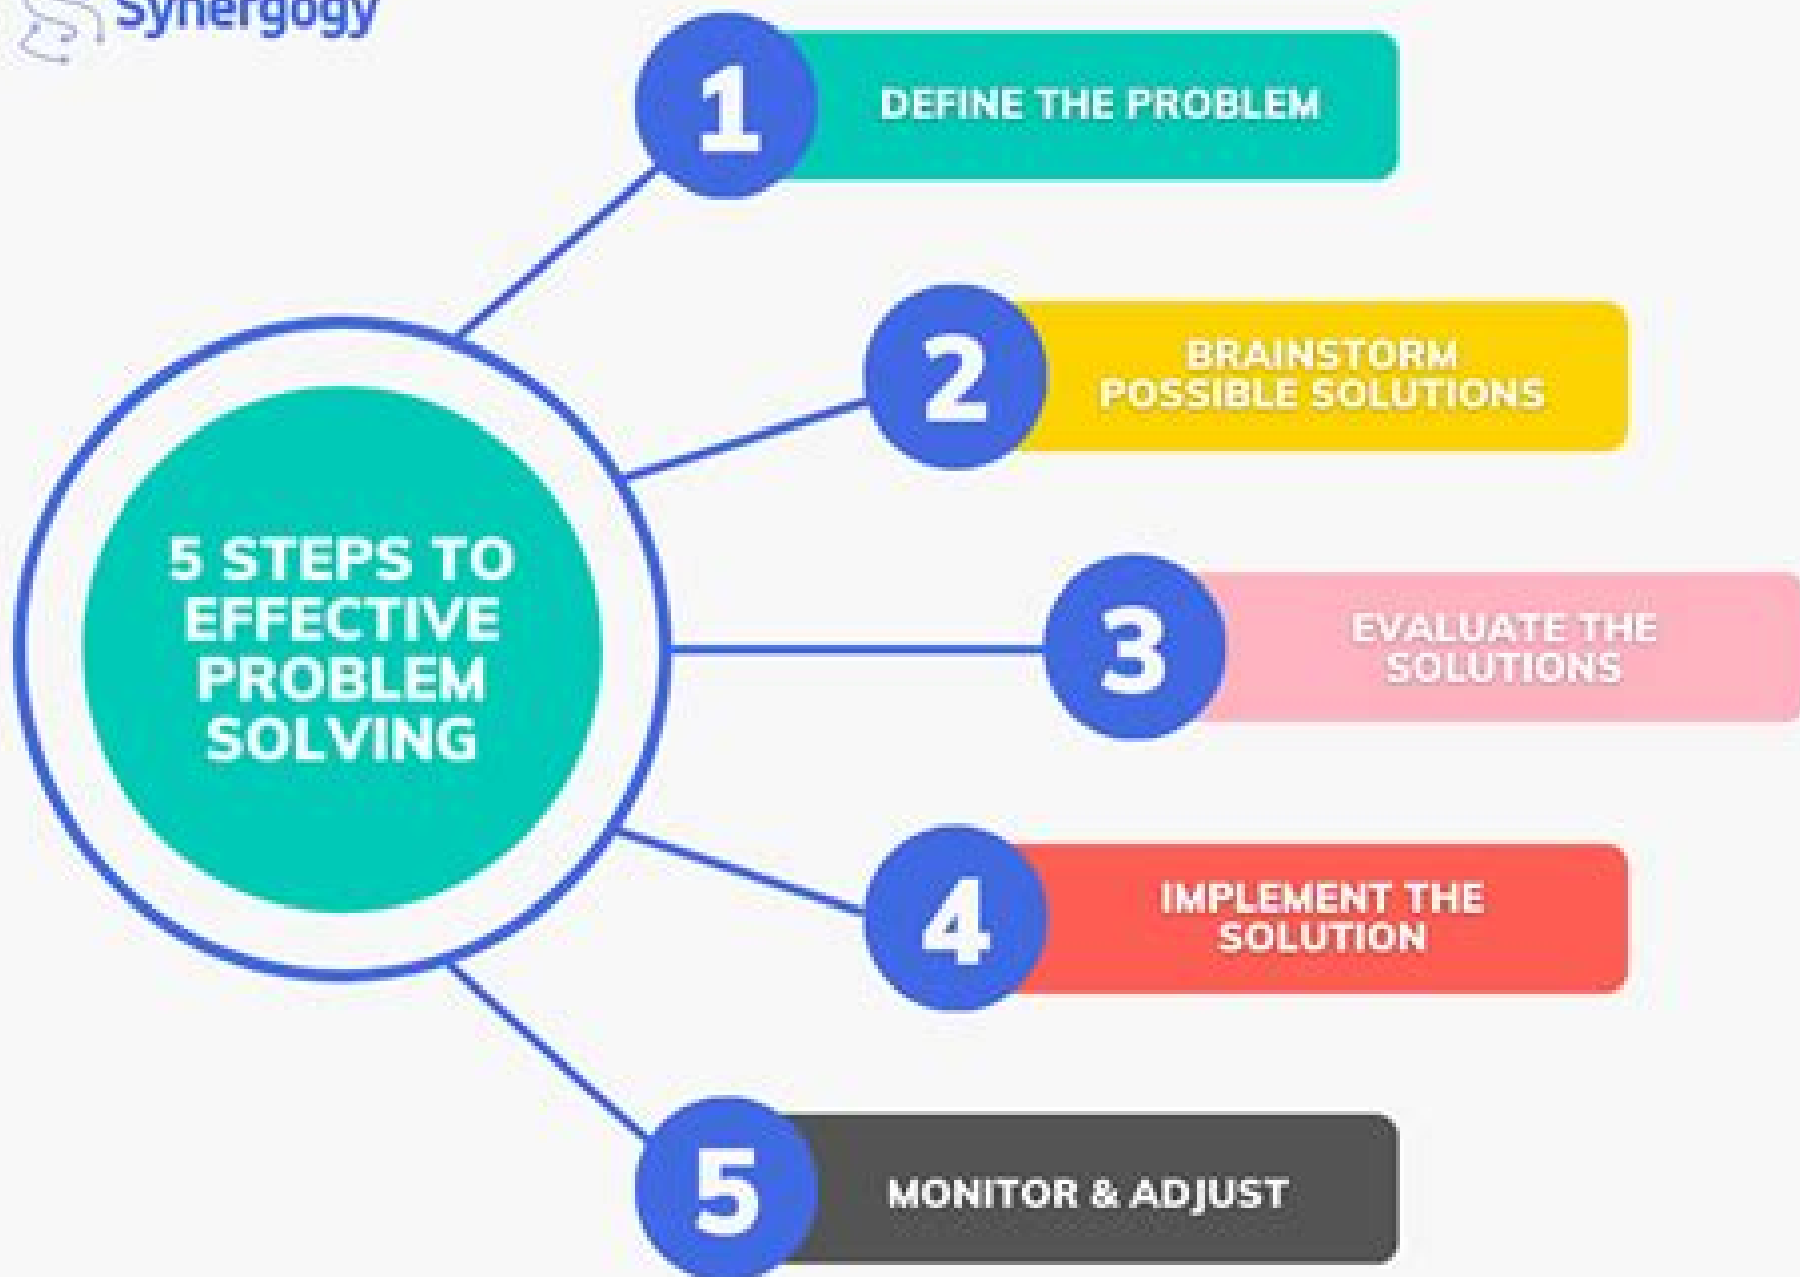 Synergogy
1
DEFINE THE PROBLEM
2
BRAINSTORM
POSSIBLE SOLUTIONS
5 STEPS TO
EFFECTIVE
PROBLEM
SOLVING
3
EVALUATE THE
SOLUTIONS
4
IMPLEMENT THE
SOLUTION
5
MONITOR & ADJUST